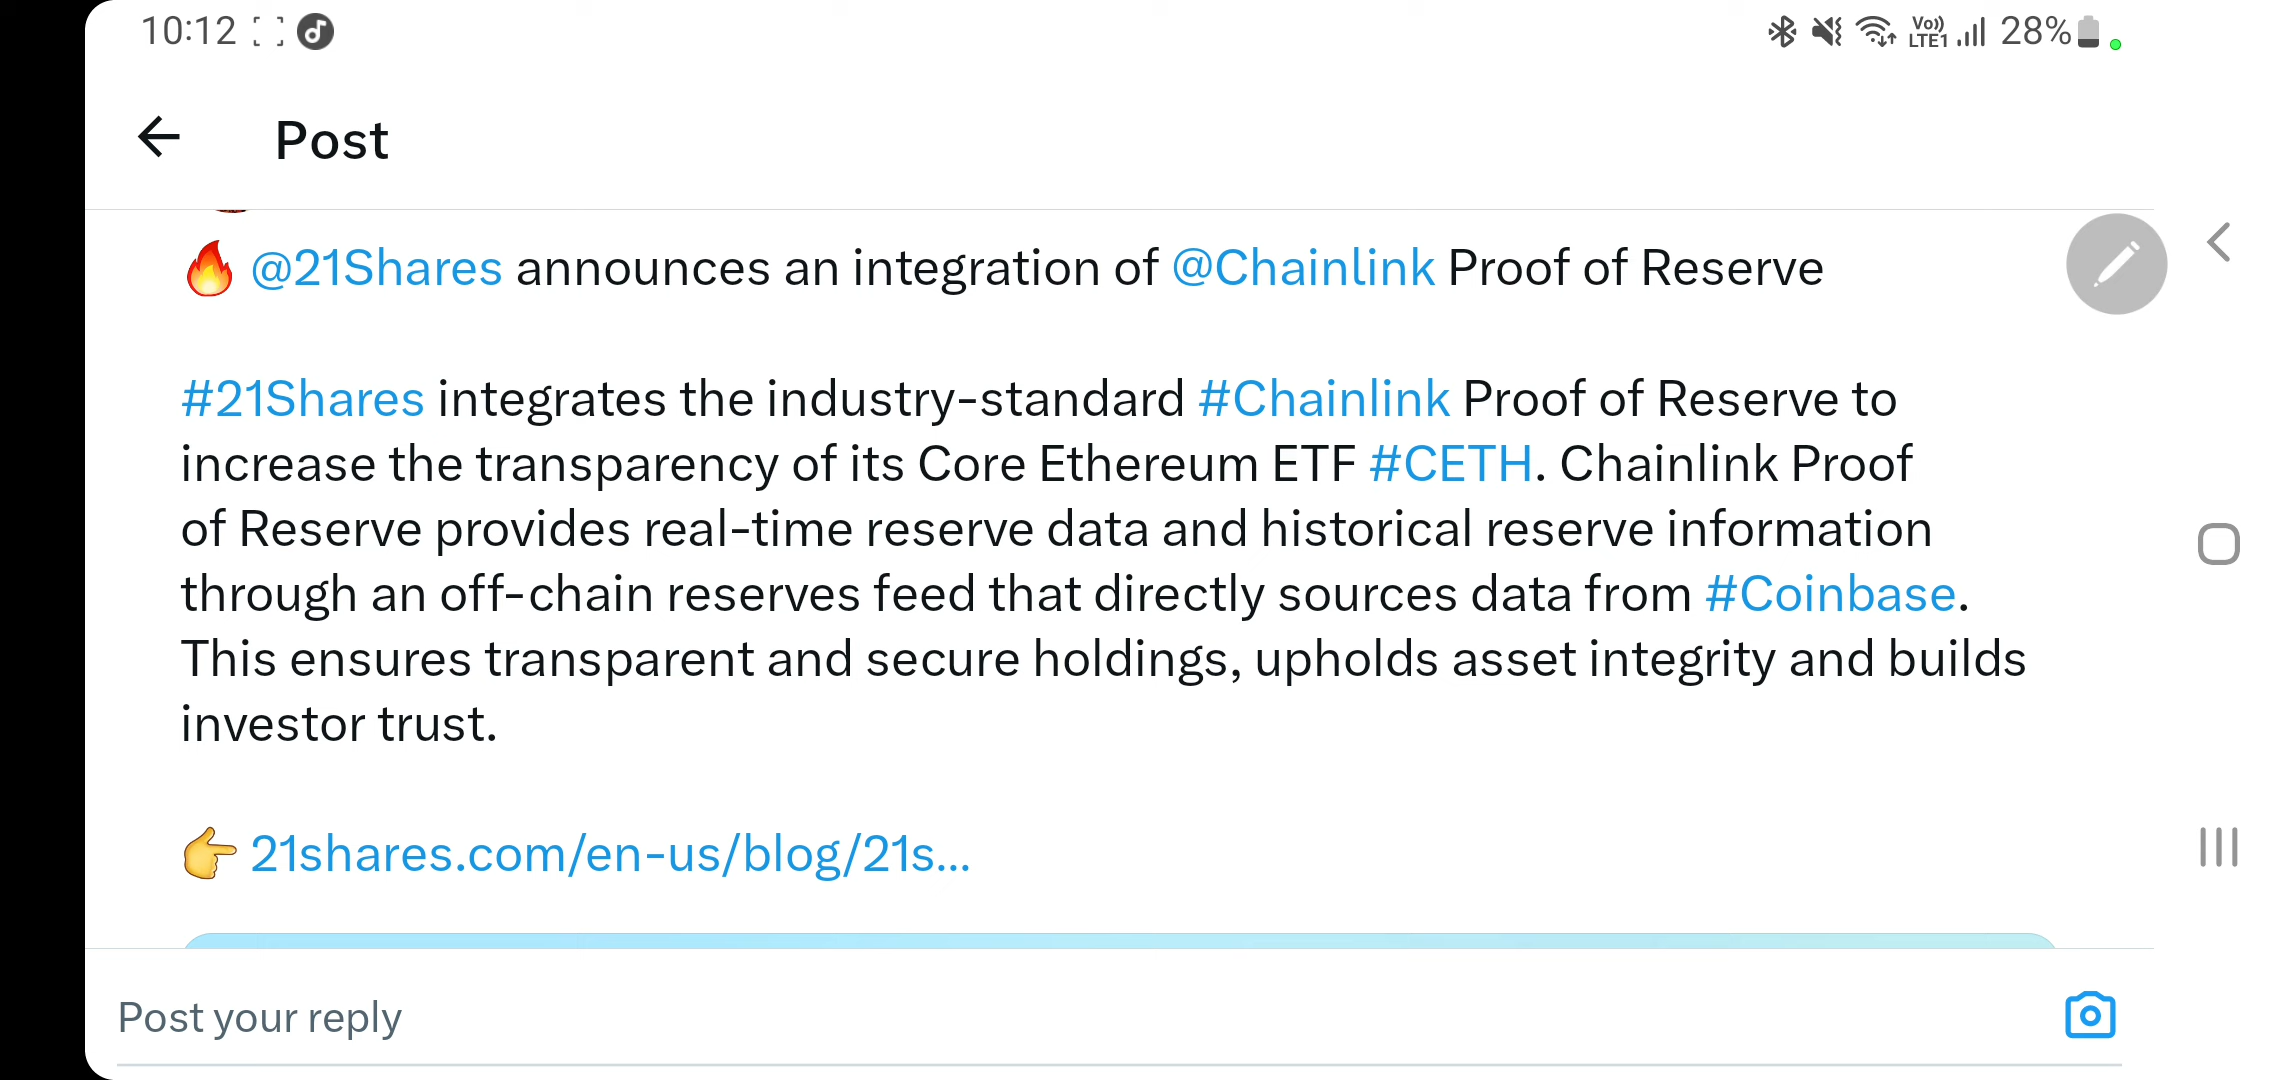 10:12
Vo)) LTE1 28%
Post
🔥 @21Shares announces an integration of @Chainlink Proof of Reserve
#21Shares integrates the industry-standard #Chainlink Proof of Reserve to
increase the transparency of its Core Ethereum ETF #CETH. Chainlink Proof
of Reserve provides real-time reserve data and historical reserve information
through an off-chain reserves feed that directly sources data from #Coinbase.
This ensures transparent and secure holdings, upholds asset integrity and builds
investor trust.
👉 21shares.com/en-us/blog/21s...
Post your reply